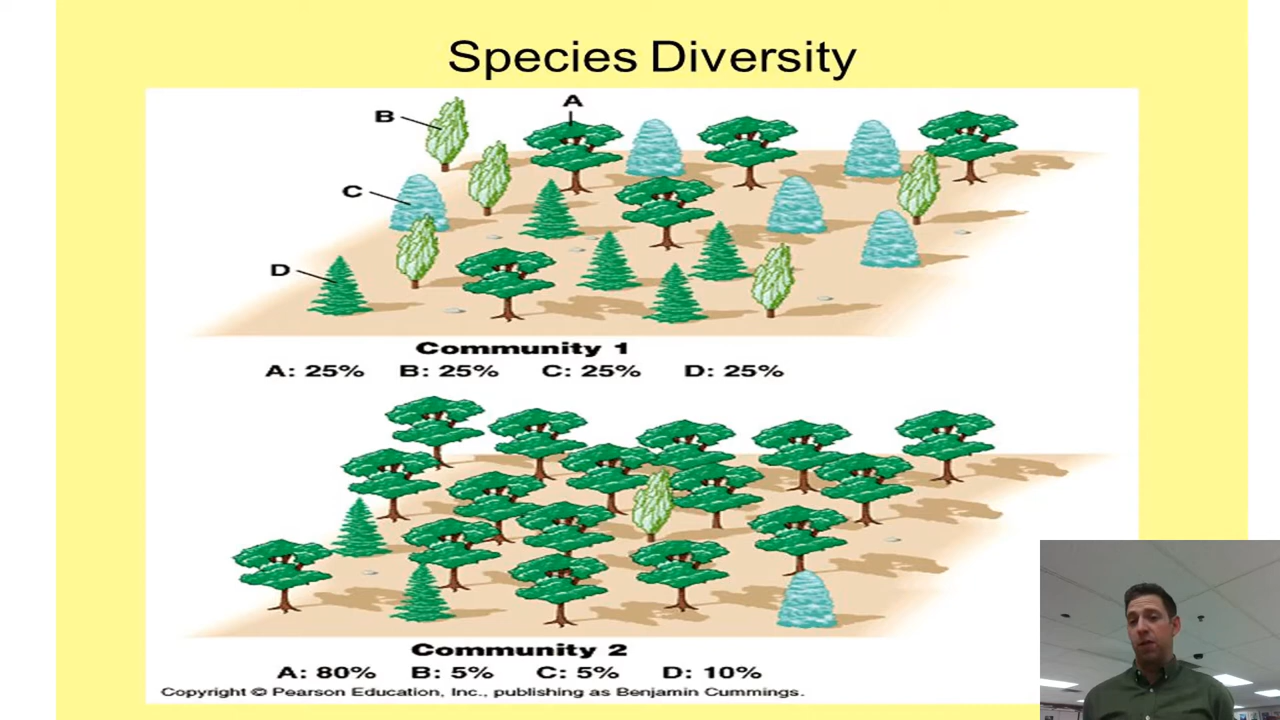 Species Diversity
A
B
C
D
Community 1
A: 25% B: 25% C: 25% D: 25%
Community 2
A: 80% B: 5% C: 5% D: 10%
Copyright © Pearson Education, Inc., publishing as Benjamin Cummings.